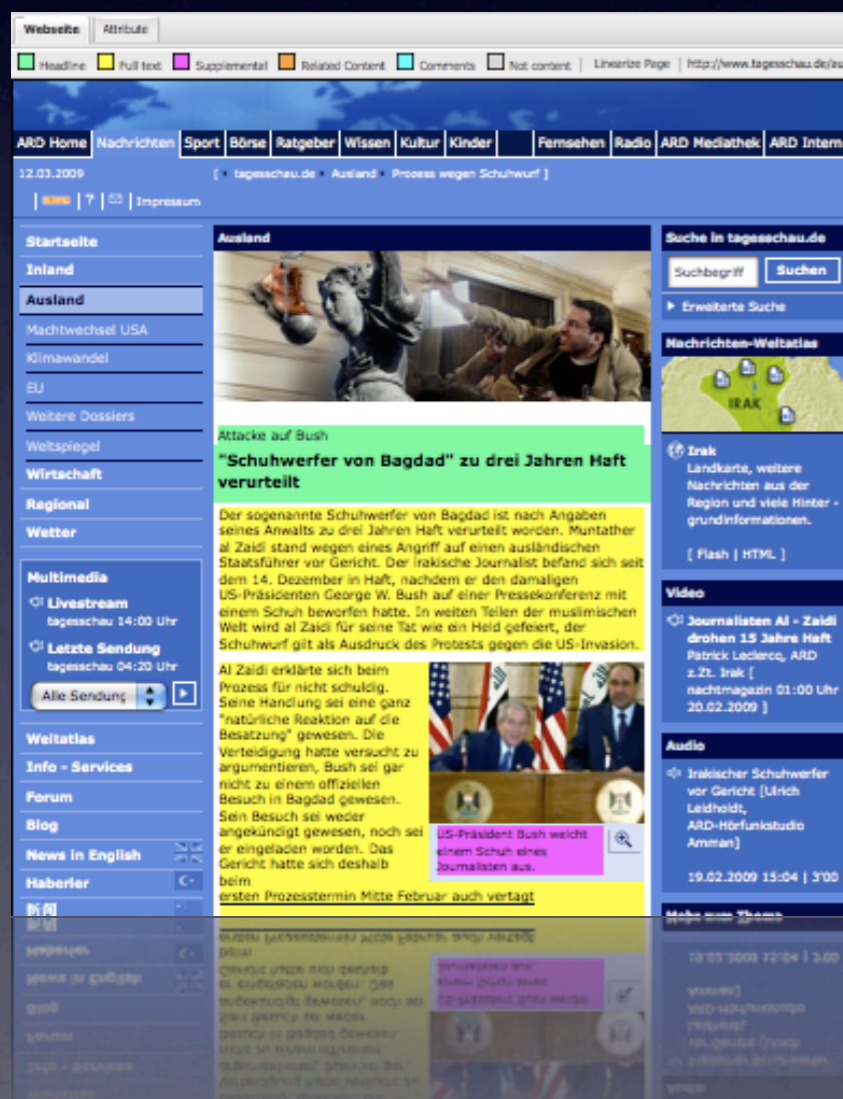 Webseite Attribute
Headline Full text Supplemental Related Content Comments Not content | Linearize Page | http://www.tagesschau.de/au
ARD Home Nachrichten Sport Börse Ratgeber Wissen Kultur Kinder Fernsehen Radio ARD Mediathek ARD Intern
12.03.2009
[ • tagesschau.de • Ausland • Prozess wegen Schuhwurf ]
| ? | Impressum
Startseite
Inland
Ausland
Machtwechsel USA
Klimawandel
EU
Weitere Dossiers
Weltspiegel
Wirtschaft
Regional
Wetter
Multimedia
Livestream
tagesschau 14:00 Uhr
Letzte Sendung
tagesschau 04:20 Uhr
Alle Sendung
Weltatlas
Info - Services
Forum
Blog
News in English
Haberler
新闻
Ausland
Attacke auf Bush
"Schuhwerfer von Bagdad" zu drei Jahren Haft
verurteilt
Der sogenannte Schuhwerfer von Bagdad ist nach Angaben
seines Anwalts zu drei Jahren Haft verurteilt worden. Muntather
al Zaidi stand wegen eines Angriff auf einen ausländischen
Staatsführer vor Gericht. Der irakische Journalist befand sich seit
dem 14. Dezember in Haft, nachdem er den damaligen
US-Präsidenten George W. Bush auf einer Pressekonferenz mit
einem Schuh beworfen hatte. In weiten Teilen der muslimischen
Welt wird al Zaidi für seine Tat wie ein Held gefeiert, der
Schuhwurf gilt als Ausdruck des Protests gegen die US-Invasion.
Al Zaidi erklärte sich beim
Prozess für nicht schuldig.
Seine Handlung sei eine ganz
"natürliche Reaktion auf die
Besatzung" gewesen. Die
Verteidigung hatte versucht zu
argumentieren, Bush sei gar
nicht zu einem offiziellen
Besuch in Bagdad gewesen.
Sein Besuch sei weder
angekündigt gewesen, noch sei
er eingeladen worden. Das
Gericht hatte sich deshalb
beim
ersten Prozesstermin Mitte Februar auch vertagt
US-Präsident Bush weicht
einem Schuh eines
Journalisten aus.
Suche in tagesschau.de
Suchbegriff Suchen
Erweiterte Suche
Nachrichten-Weltatlas
IRAK
Irak
Landkarte, weitere
Nachrichten aus der
Region und viele Hinter -
grundinformationen.
[ Flash | HTML ]
Video
Journalisten Al - Zaidi
drohen 15 Jahre Haft
Patrick Leclercq, ARD
z.Zt. Irak [
nachtmagazin 01:00 Uhr
20.02.2009 ]
Audio
Irakischer Schuhwerfer
vor Gericht [Ulrich
Leidholdt,
ARD-Hörfunkstudio
Amman]
19.02.2009 15:04 | 3'00
Mehr zum Thema